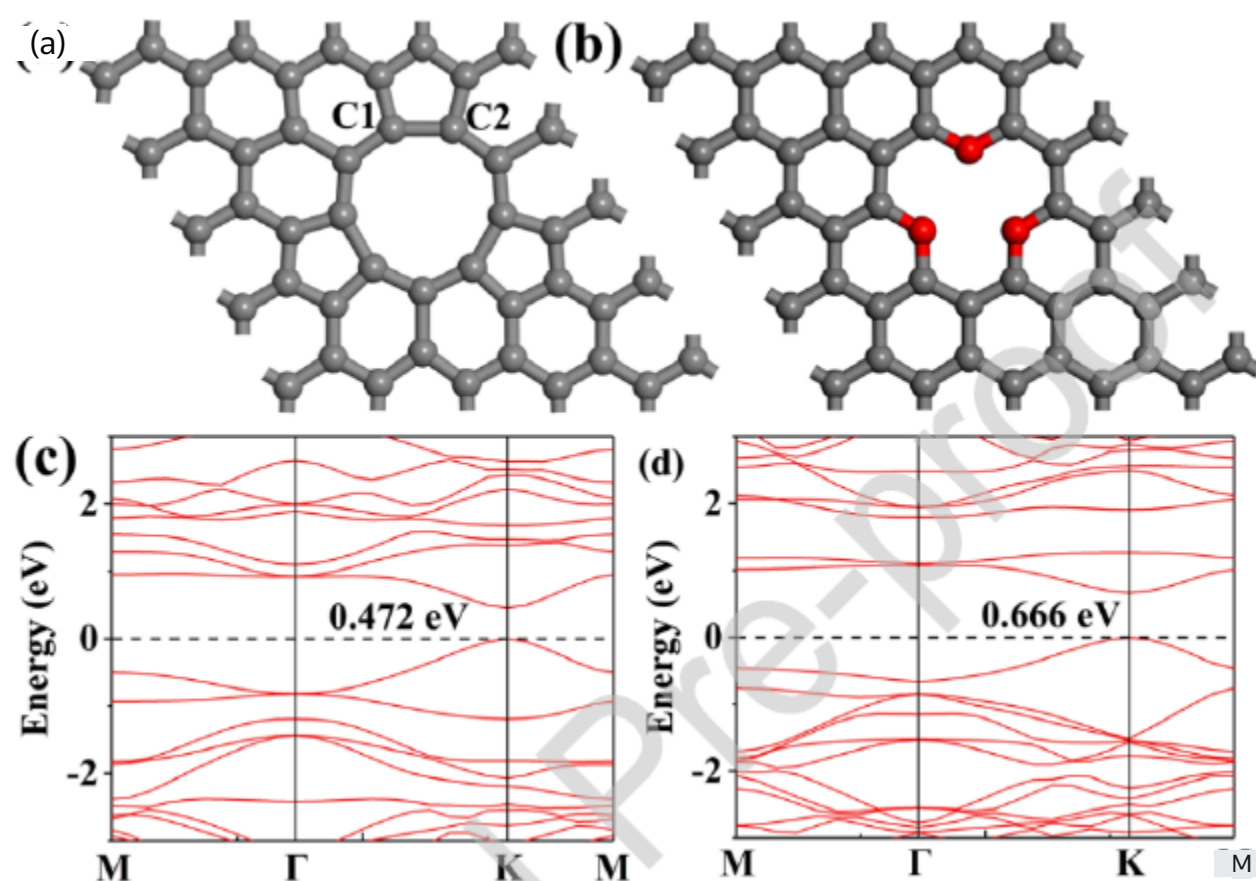 (a)
(b)
C1
C2
(c)
(d)
2
0
-2
Energy (eV)
0.472 eV
M Γ K M
2
0
-2
Energy (eV)
0.666 eV
M Γ K M
l Pre-proof